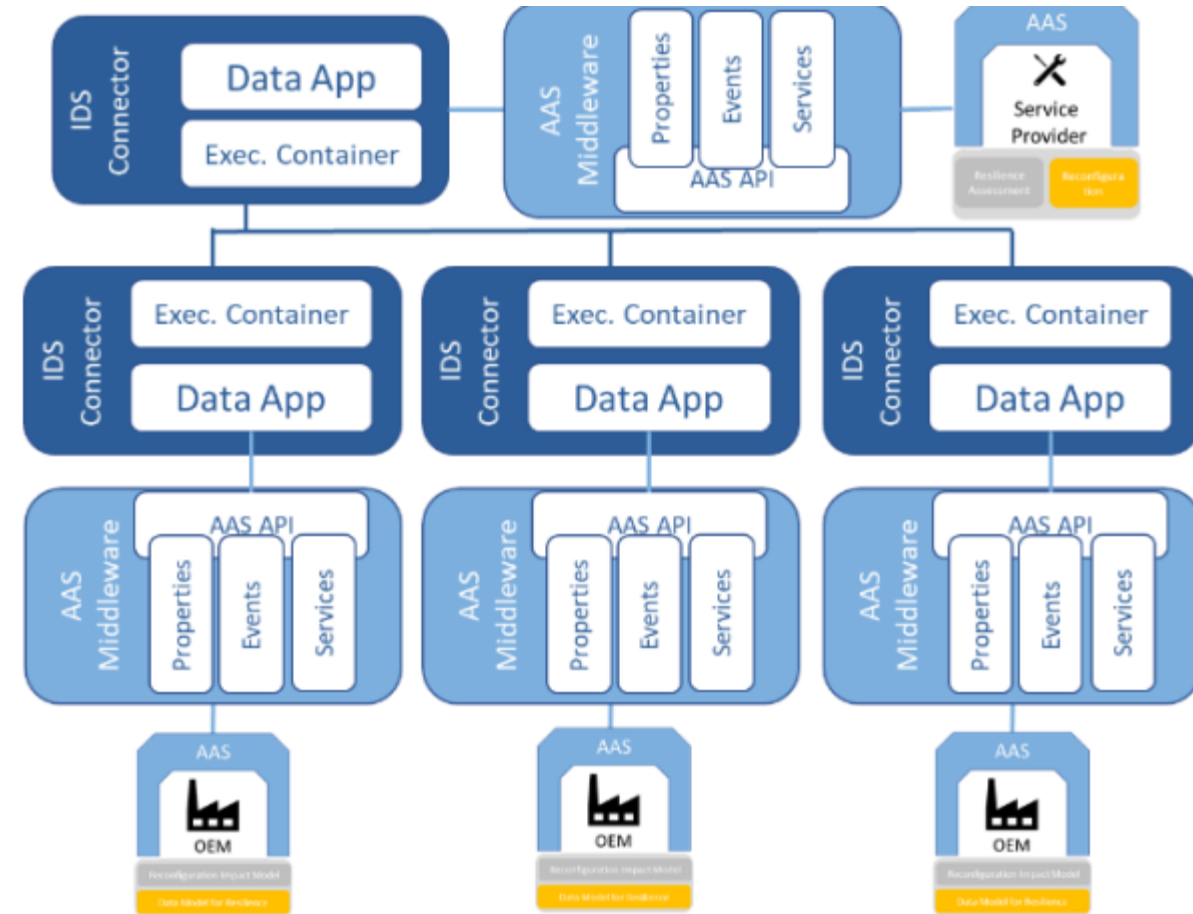 IDS
Connector
Data App
Exec. Container
AAS
Middleware
Properties
Events
Services
AAS API
AAS
Service
Provider
Resilience
Assessment
Reconfigura
tion
IDS
Connector
Exec. Container
Data App
IDS
Connector
Exec. Container
Data App
IDS
Connector
Exec. Container
Data App
AAS
Middleware
AAS API
Properties
Events
Services
AAS
Middleware
AAS API
Properties
Events
Services
AAS
Middleware
AAS API
Properties
Events
Services
AAS
OEM
Reconfiguration Impact Model
Data Model for Resilience
AAS
OEM
Reconfiguration Impact Model
Data Model for Resilience
AAS
OEM
Reconfiguration Impact Model
Data Model for Resilience